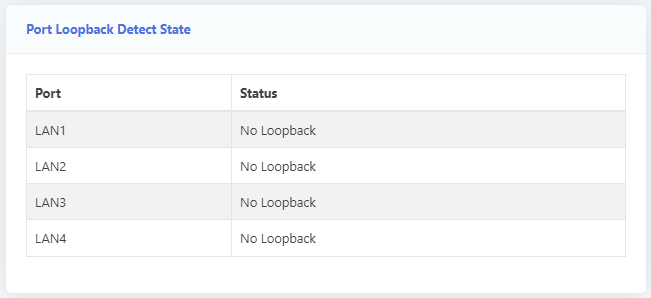 Port Loopback Detect State
Port Status
LAN1 No Loopback
LAN2 No Loopback
LAN3 No Loopback
LAN4 No Loopback